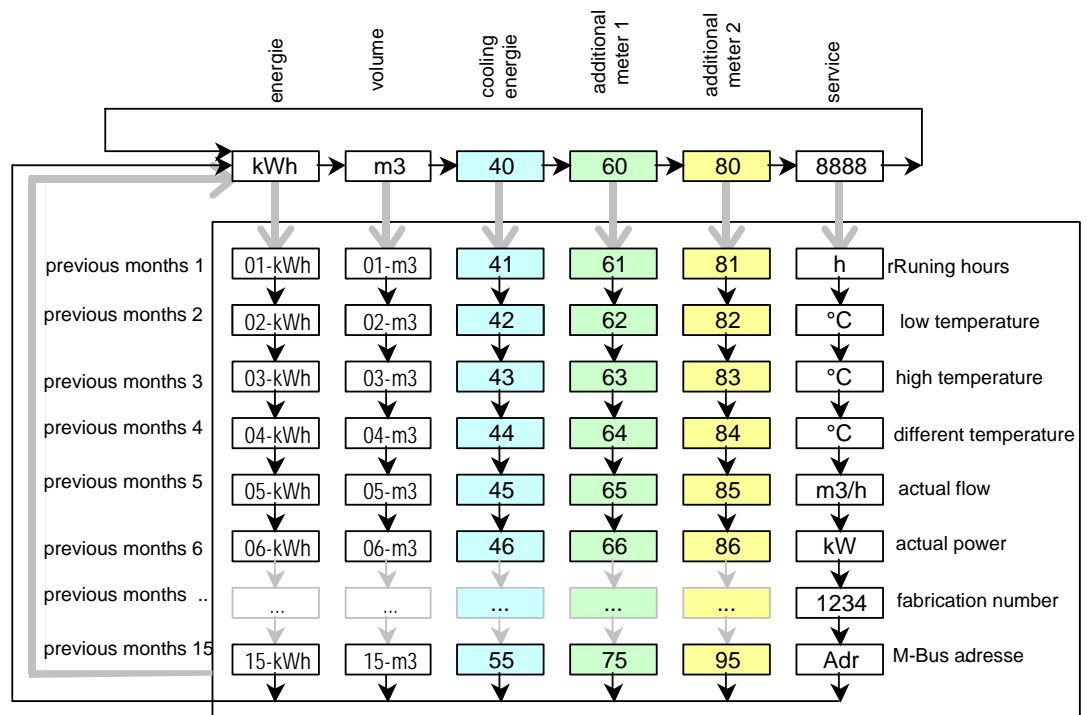 energie
volume
cooling
energie
additional
meter 1
additional
meter 2
service
kWh m3 40 60 80 8888
previous months 1 01-kWh 01-m3 41 61 81 h rRuning hours
previous months 2 02-kWh 02-m3 42 62 82 °C low temperature
previous months 3 03-kWh 03-m3 43 63 83 °C high temperature
previous months 4 04-kWh 04-m3 44 64 84 °C different temperature
previous months 5 05-kWh 05-m3 45 65 85 m3/h actual flow
previous months 6 06-kWh 06-m3 46 66 86 kW actual power
previous months .. ... ... ... ... ... 1234 fabrication number
previous months 15 15-kWh 15-m3 55 75 95 Adr M-Bus adresse